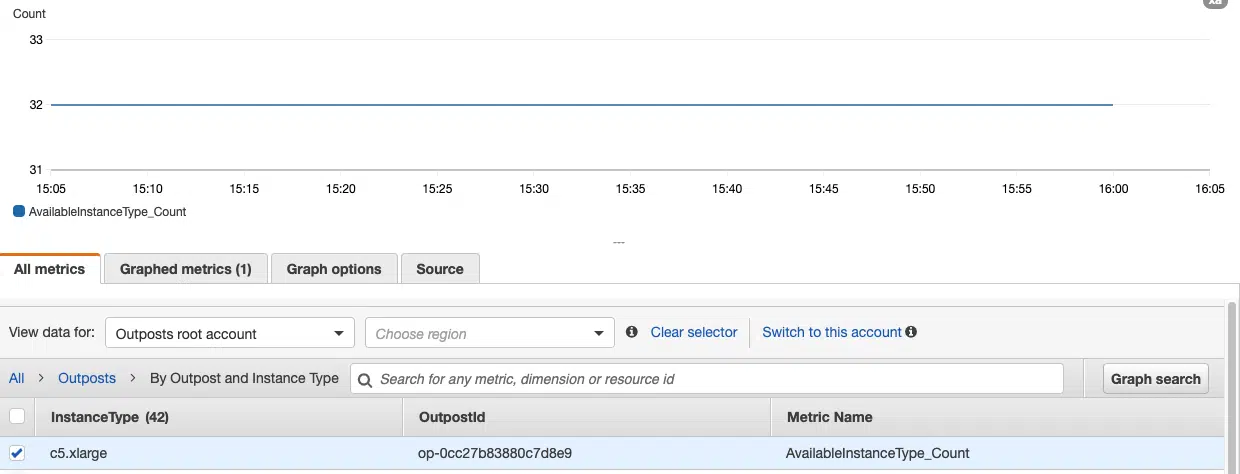 Count
xa
33
32
31
15:05 15:10 15:15 15:20 15:25 15:30 15:35 15:40 15:45 15:50 15:55 16:00 16:05
AvailableInstanceType_Count
---
All metrics Graphed metrics (1) Graph options Source
View data for: Outposts root account Choose region Clear selector Switch to this account
All > Outposts > By Outpost and Instance Type Search for any metric, dimension or resource id Graph search
InstanceType (42) OutpostId Metric Name
c5.xlarge op-0cc27b83880c7d8e9 AvailableInstanceType_Count